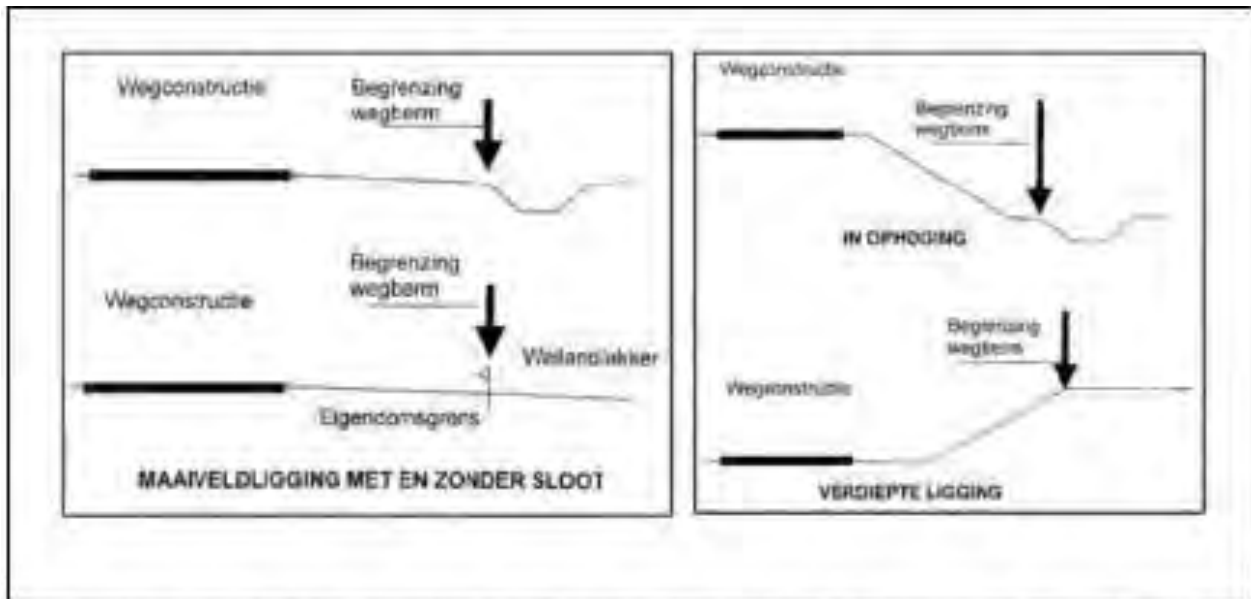 Wegconstructie
Begrenzing
wegberm
Wegconstructie
Begrenzing
wegberm
Weiland/akker
Eigendomsgrens
MAAIVELDLIGGING MET EN ZONDER SLOOT
Wegconstructie
Begrenzing
wegberm
IN OPHOGING
Begrenzing
wegberm
Wegconstructie
VERDIEPTE LIGGING